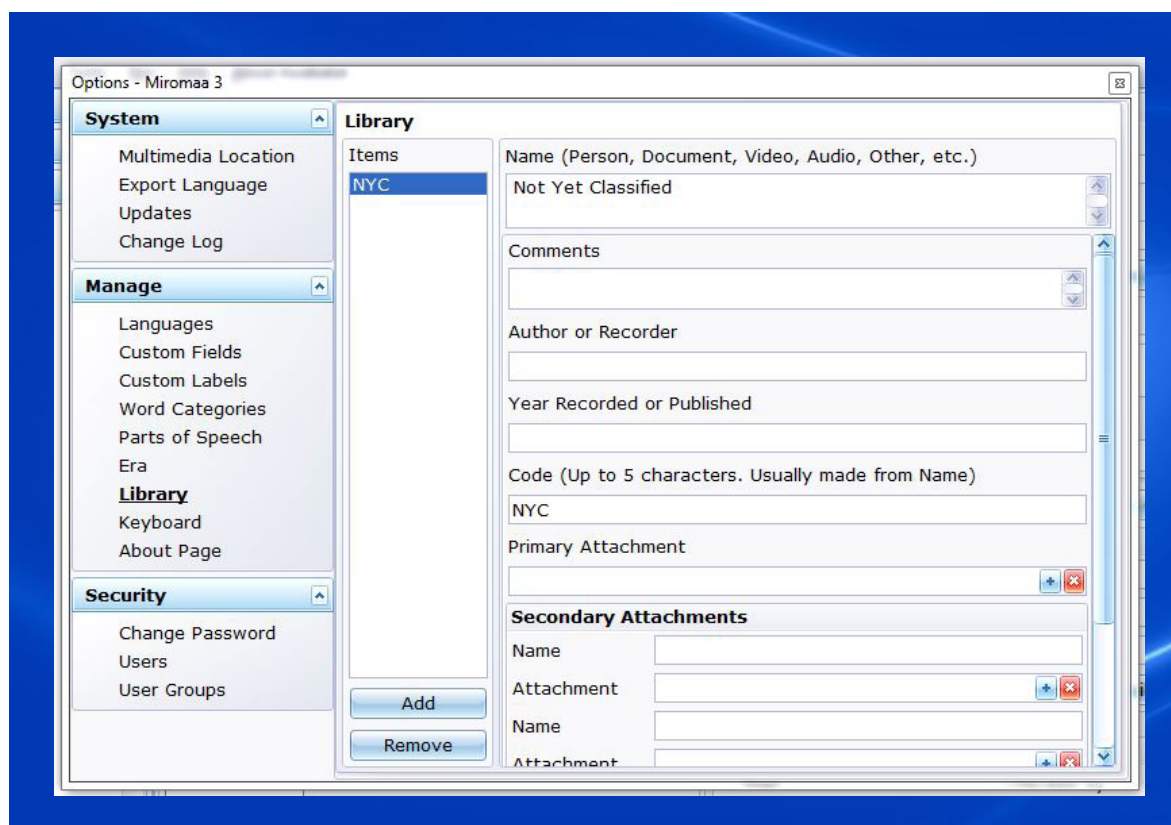 Options - Miromaa 3
System
Multimedia Location
Export Language
Updates
Change Log
Manage
Languages
Custom Fields
Custom Labels
Word Categories
Parts of Speech
Era
Library
Keyboard
About Page
Security
Change Password
Users
User Groups
Library
Items
NYC
Add
Remove
Name (Person, Document, Video, Audio, Other, etc.)
Not Yet Classified
Comments
Author or Recorder
Year Recorded or Published
Code (Up to 5 characters. Usually made from Name)
NYC
Primary Attachment
Secondary Attachments
Name
Attachment
Name
Attachment